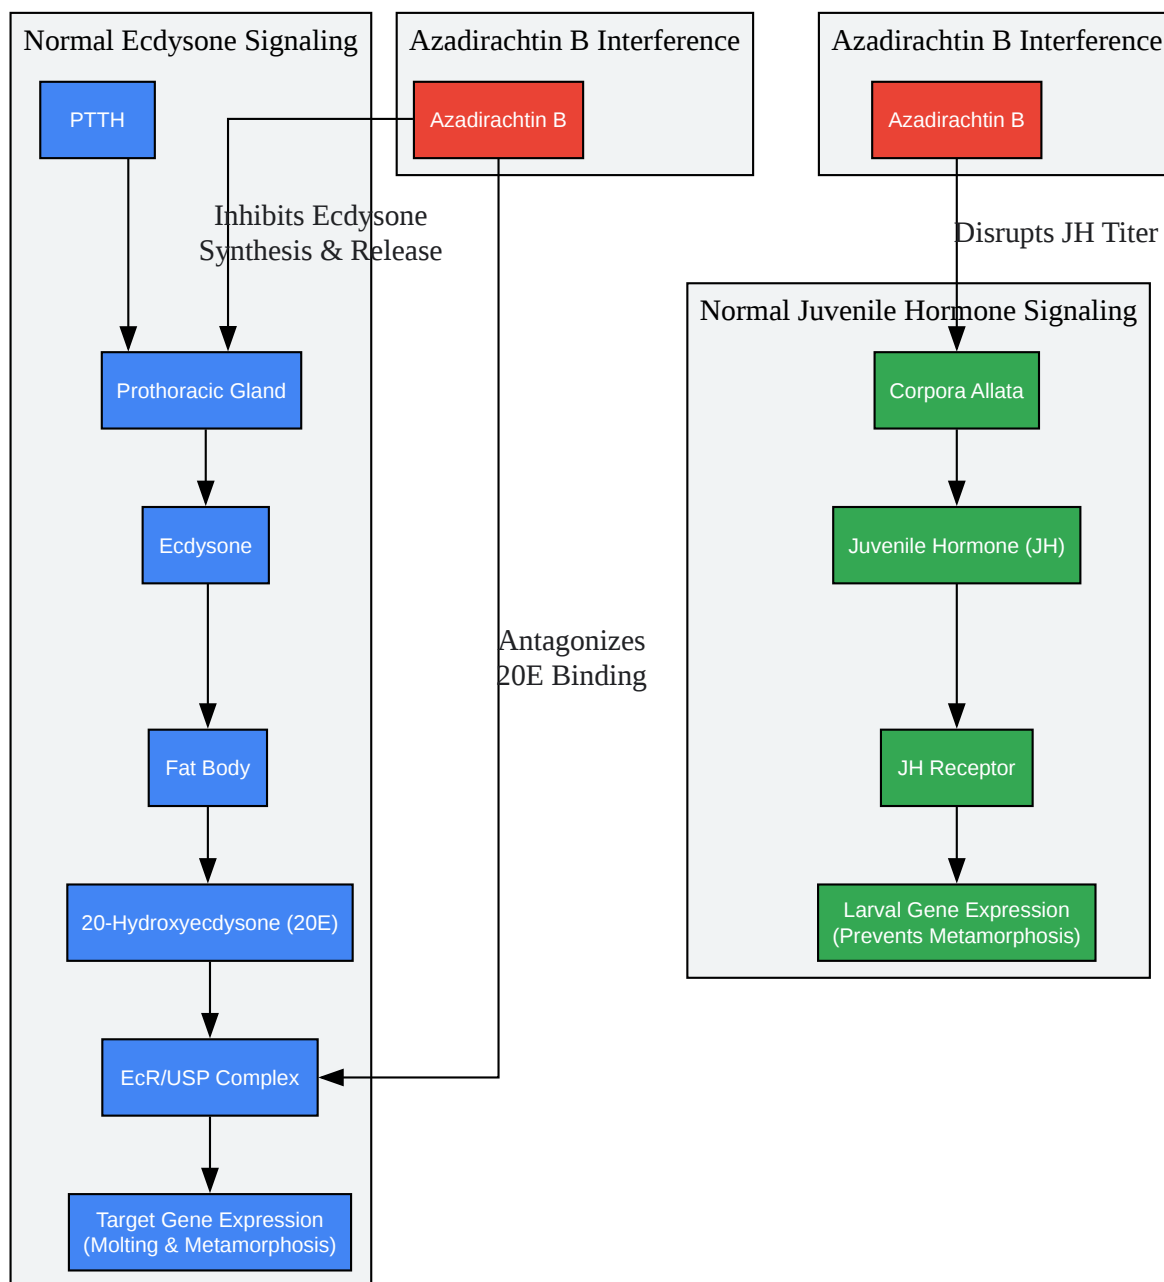 Normal Ecdysone Signaling
PTTH
Prothoracic Gland
Ecdysone
Fat Body
20-Hydroxyecdysone (20E)
EcR/USP Complex
Target Gene Expression
(Molting & Metamorphosis)
Azadirachtin B Interference
Azadirachtin B
Inhibits Ecdysone
Synthesis & Release
Antagonizes
20E Binding
Azadirachtin B Interference
Azadirachtin B
Disrupts JH Titer
Normal Juvenile Hormone Signaling
Corpora Allata
Juvenile Hormone (JH)
JH Receptor
Larval Gene Expression
(Prevents Metamorphosis)